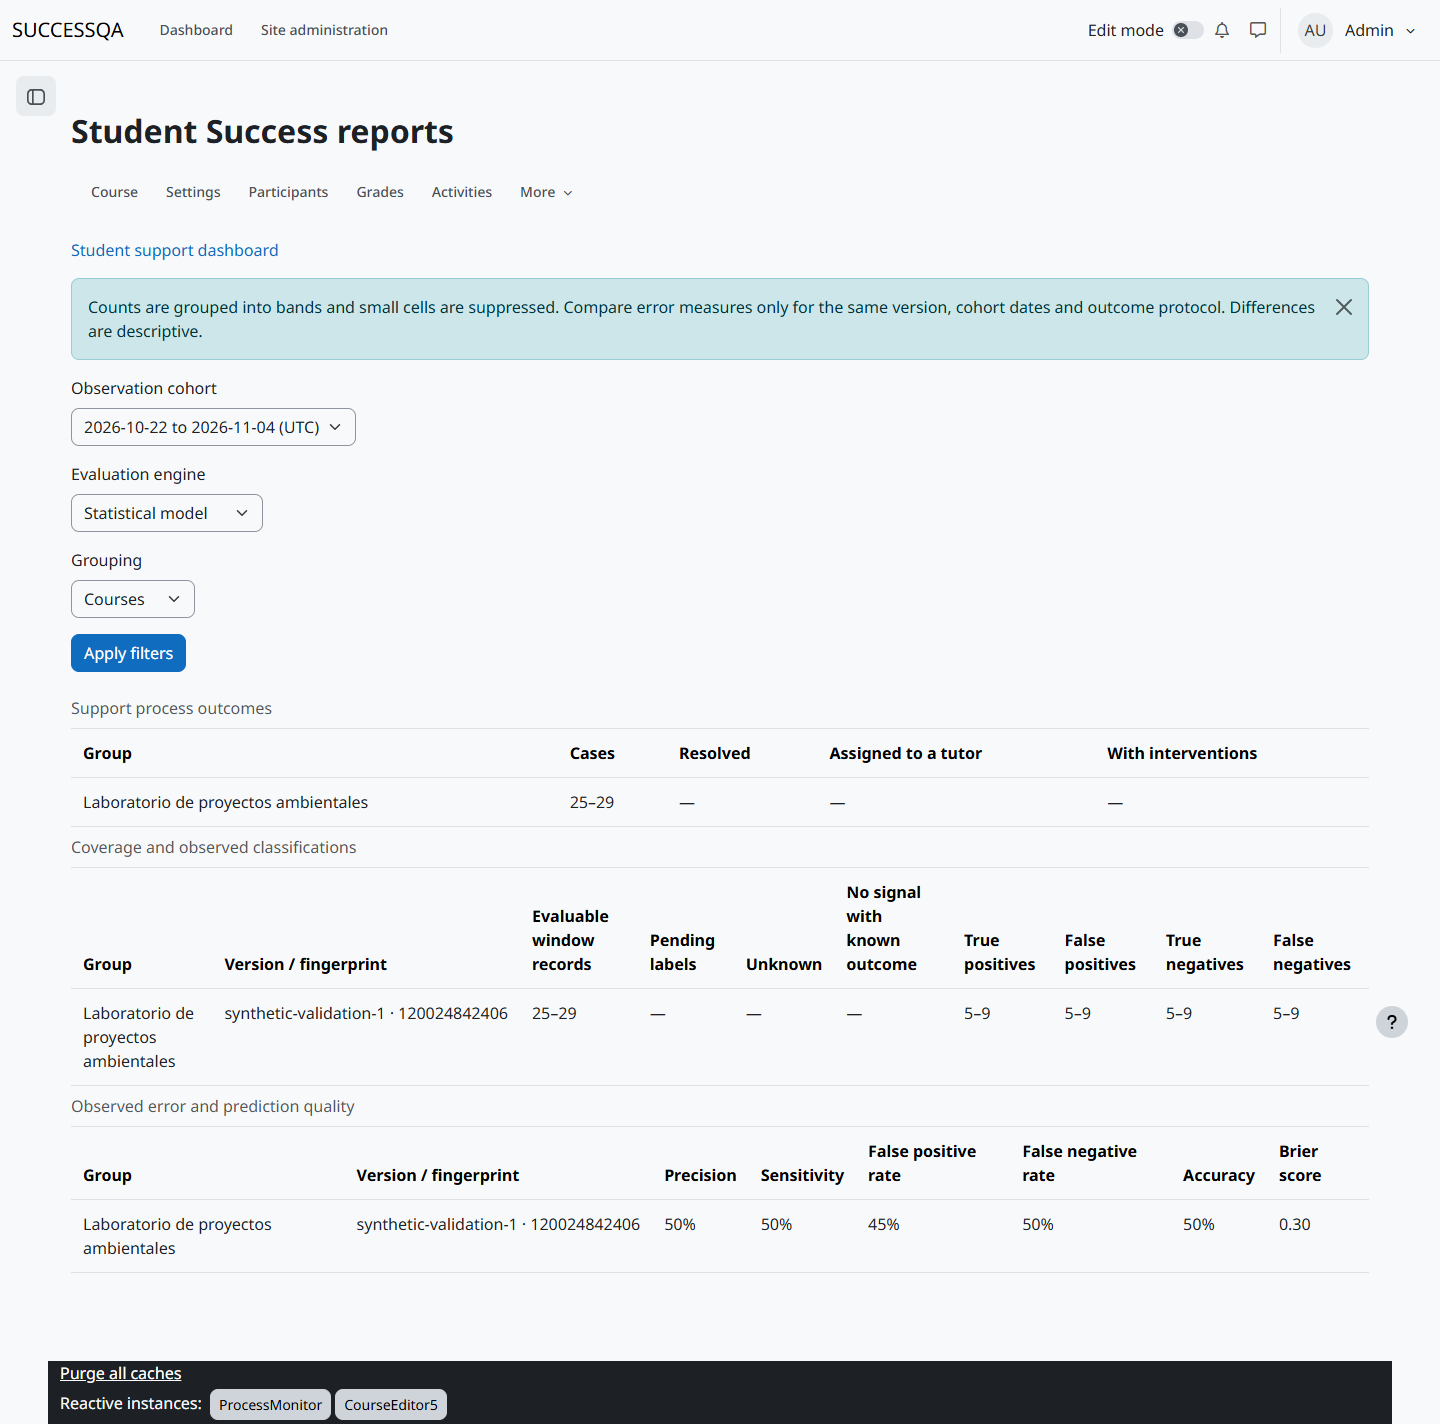 SUCCESSQA Dashboard Site administration Edit mode AU Admin
Student Success reports
Course Settings Participants Grades Activities More
Student support dashboard
Counts are grouped into bands and small cells are suppressed. Compare error measures only for the same version, cohort dates and outcome protocol. Differences
are descriptive.
Observation cohort
2026-10-22 to 2026-11-04 (UTC)
Evaluation engine
Statistical model
Grouping
Courses
Apply filters
Support process outcomes
Group Cases Resolved Assigned to a tutor With interventions
Laboratorio de proyectos ambientales 25–29 — — —
Coverage and observed classifications
No signal
Evaluable with
window Pending known True False True False
Group Version / fingerprint records labels Unknown outcome positives positives negatives negatives
Laboratorio de synthetic-validation-1 · 120024842406 25–29 — — — 5–9 5–9 5–9 5–9
proyectos
ambientales
?
Observed error and prediction quality
False positive False negative Brier
Group Version / fingerprint Precision Sensitivity rate rate Accuracy score
Laboratorio de proyectos synthetic-validation-1 · 120024842406 50% 50% 45% 50% 50% 0.30
ambientales
Purge all caches
Reactive instances: ProcessMonitor CourseEditor5